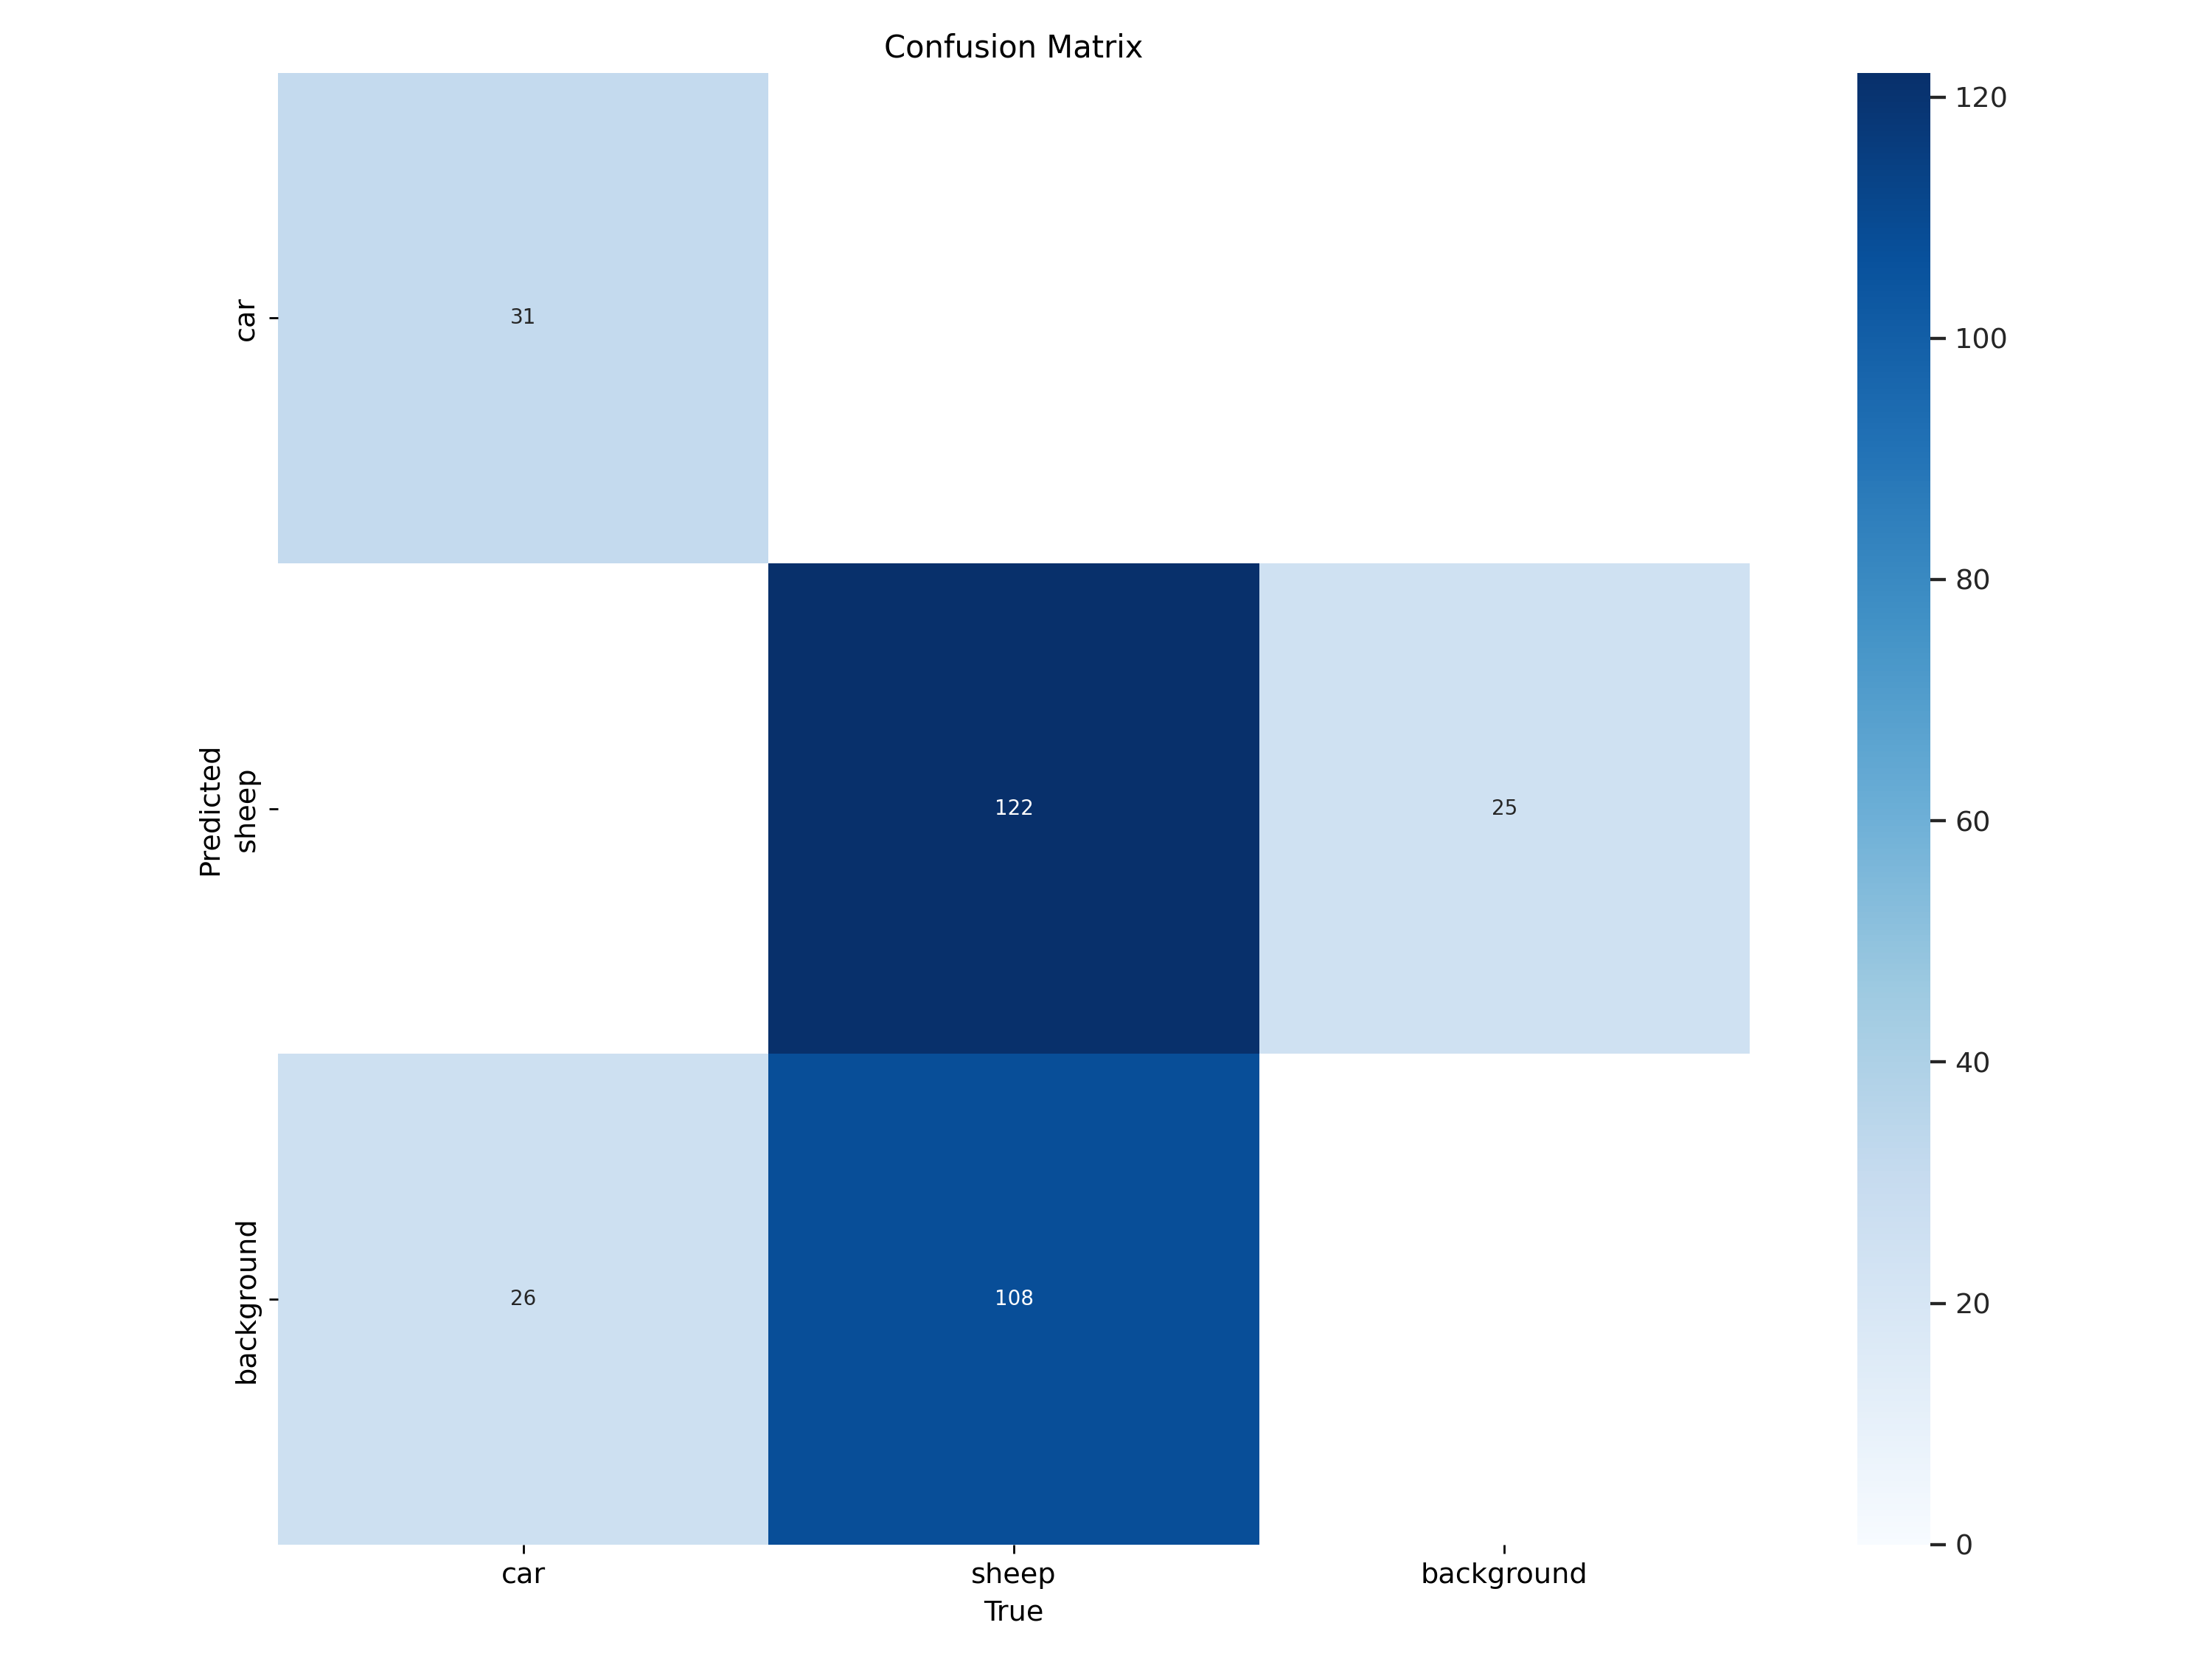 Confusion Matrix
120
100
80
60
40
20
0
Predicted
car
sheep
background
31
122
25
26
108
car
sheep
background
True